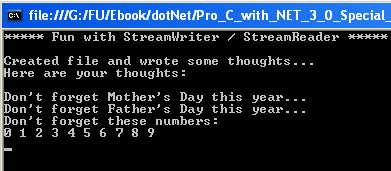 file:///G:/FU/Ebook/dotNet/Pro_C_with_NET_3_0_Special_
***** Fun with StreamWriter / StreamReader *****
Created file and wrote some thoughts...
Here are your thoughts:
Don't forget Mother's Day this year...
Don't forget Father's Day this year...
Don't forget these numbers:
0 1 2 3 4 5 6 7 8 9